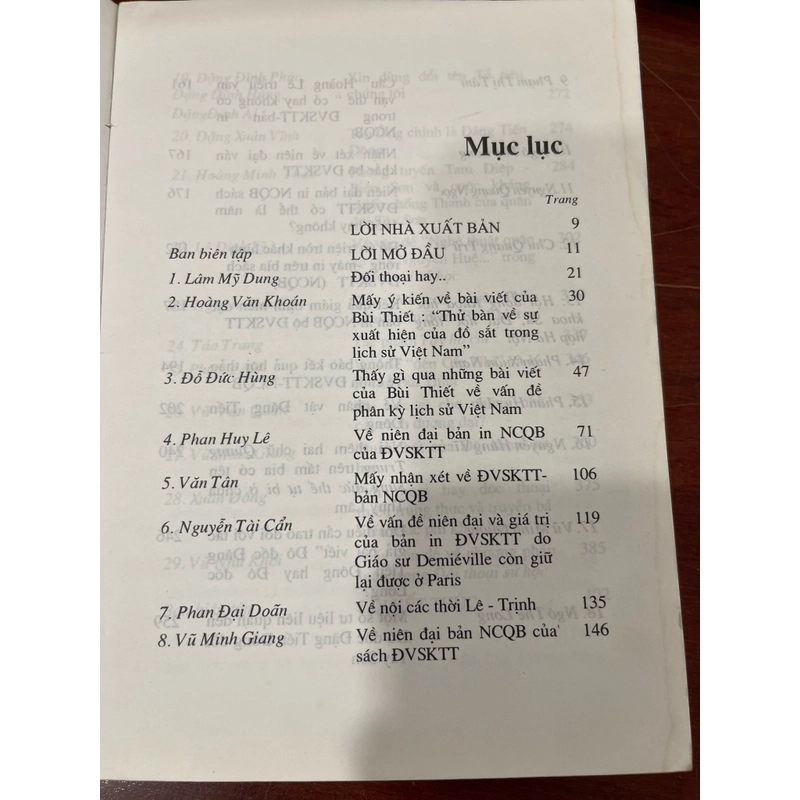 Mục lục
Trang
LỜI NHÀ XUẤT BẢN 9
Ban biên tập LỜI MỞ ĐẦU 11
1. Lâm Mỹ Dung Đối thoại hay.. 21
2. Hoàng Văn Khoán Mấy ý kiến về bài viết của 30
Bùi Thiết : “Thử bàn về sự
xuất hiện của đồ sắt trong
lịch sử Việt Nam”
3. Đỗ Đức Hùng Thấy gì qua những bài viết 47
của Bùi Thiết về vấn đề
phân kỳ lịch sử Việt Nam
4. Phan Huy Lê Về niên đại bản in NCQB 71
của ĐVSKTT
5. Văn Tân Mấy nhận xét về ĐVSKTT- 106
bản NCQB
6. Nguyễn Tài Cẩn Về vấn đề niên đại và giá trị 119
của bản in ĐVSKTT do
Giáo sư Demiéville còn giữ
lại được ở Paris
7. Phan Đại Doãn Về nội các thời Lê - Trịnh 135
8. Vũ Minh Giang Về niên đại bản NCQB của 146
sách ĐVSKTT